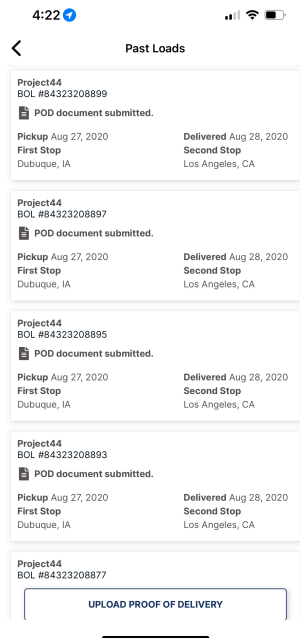 4:22
Past Loads
Project44
BOL #84323208899
POD document submitted.
Pickup Aug 27, 2020 Delivered Aug 28, 2020
First Stop Second Stop
Dubuque, IA Los Angeles, CA
Project44
BOL #84323208897
POD document submitted.
Pickup Aug 27, 2020 Delivered Aug 28, 2020
First Stop Second Stop
Dubuque, IA Los Angeles, CA
Project44
BOL #84323208895
POD document submitted.
Pickup Aug 27, 2020 Delivered Aug 28, 2020
First Stop Second Stop
Dubuque, IA Los Angeles, CA
Project44
BOL #84323208893
POD document submitted.
Pickup Aug 27, 2020 Delivered Aug 28, 2020
First Stop Second Stop
Dubuque, IA Los Angeles, CA
Project44
BOL #84323208877
UPLOAD PROOF OF DELIVERY